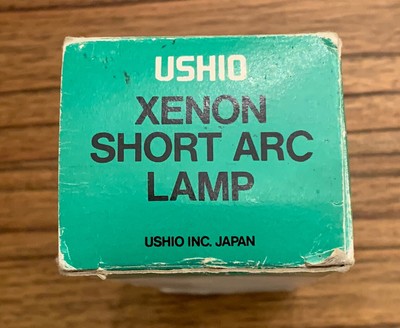 USHIO
XENON
SHORT ARC
LAMP
USHIO INC. JAPAN